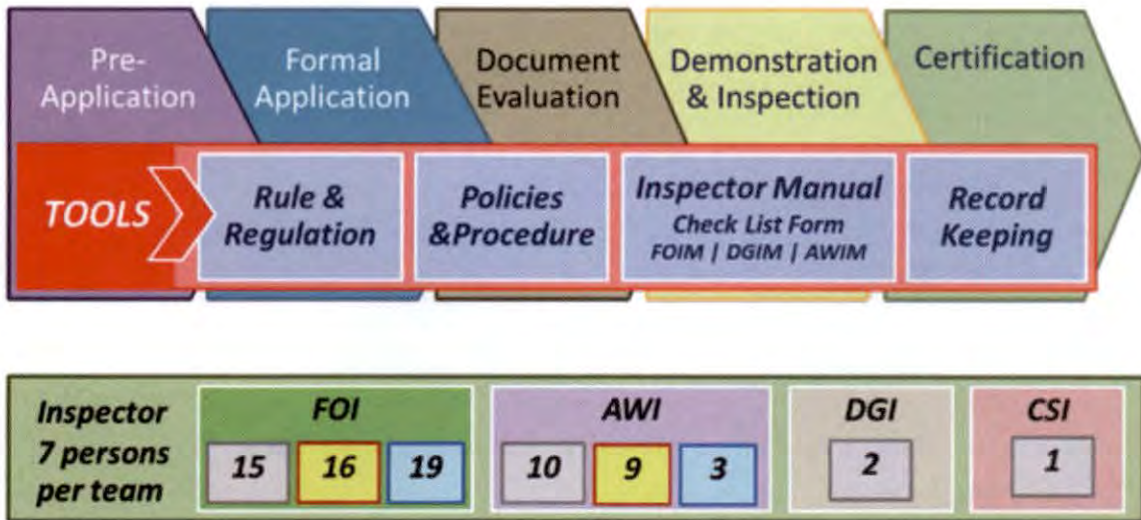 Pre-
Application
Formal
Application
Document
Evaluation
Demonstration
& Inspection
Certification
TOOLS
Rule &
Regulation
Policies
&Procedure
Inspector Manual
Check List Form
FOIM | DGIM | AWIM
Record
Keeping
Inspector
7 persons
per team
FOI
15 16 19
AWI
10 9 3
DGI
2
CSI
1